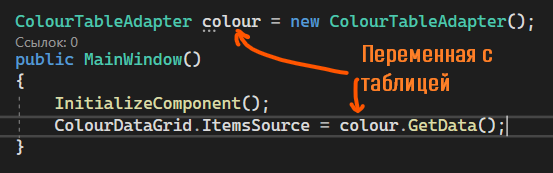 ColourTableAdapter colour = new ColourTableAdapter();
Ссылок: 0
public MainWindow()
Переменная с
таблицей
{
InitializeComponent();
ColourDataGrid.ItemsSource = colour.GetData();
}